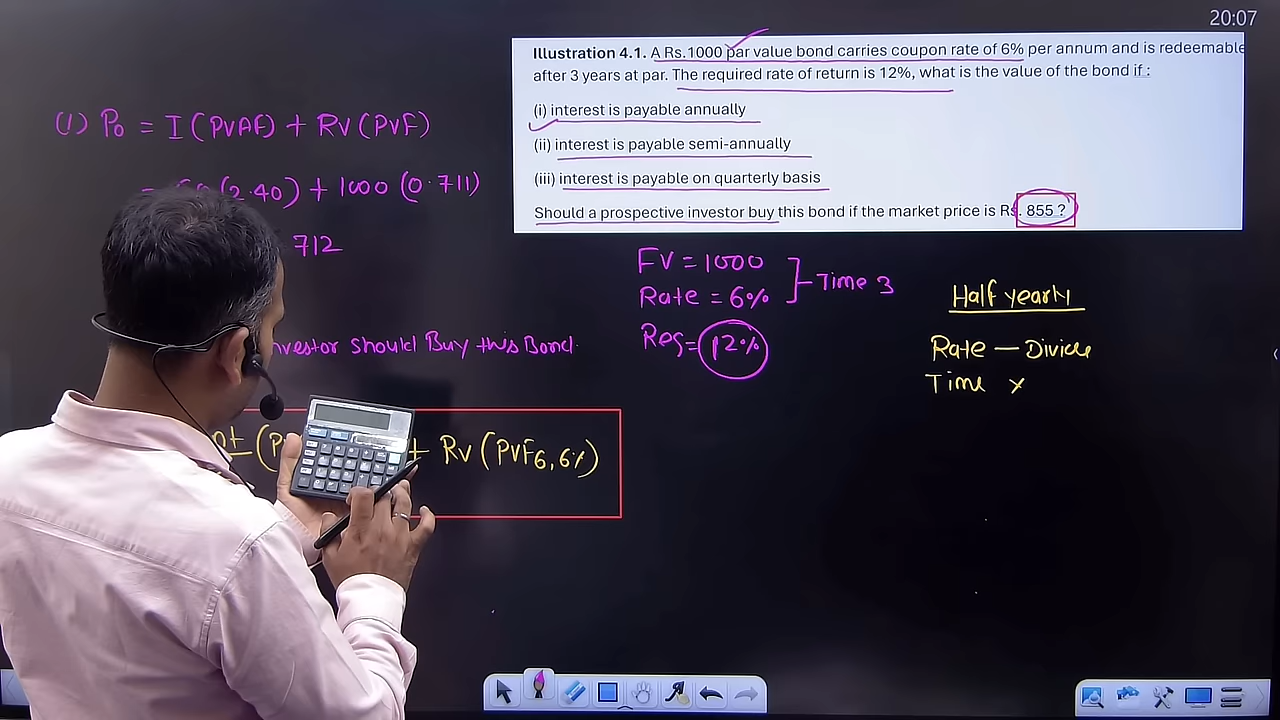 20:07
Illustration 4.1. A Rs.1000 par value bond carries coupon rate of 6% per annum and is redeemable
after 3 years at par. The required rate of return is 12%, what is the value of the bond if :
(i) interest is payable annually
(ii) interest is payable semi-annually
(iii) interest is payable on quarterly basis
Should a prospective investor buy this bond if the market price is Rs. 855 ?
(1) P₀ = I (PVAF) + RV (PVF)
(2.40) + 1000 (0.711)
712
Investor should Buy this Bond.
+ RV (PVF6, 6%)
FV = 1000
Rate = 6%
Time 3
Req = 12%
Half yearly
Rate — Divide
Time ×